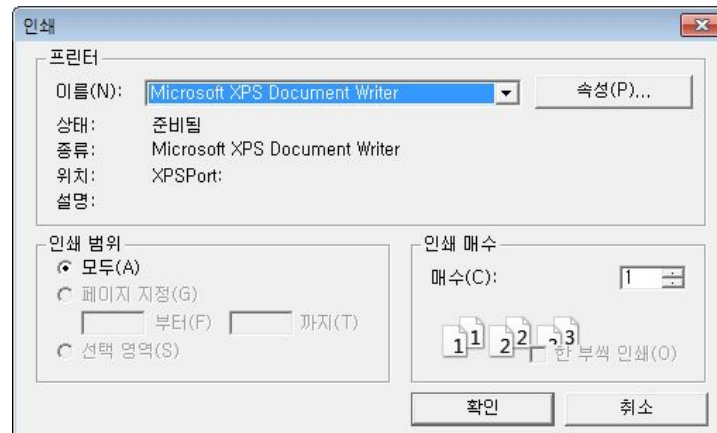 인쇄
프린터
이름(N): Microsoft XPS Document Writer 속성(P)...
상태: 준비됨
종류: Microsoft XPS Document Writer
위치: XPSPort:
설명:
인쇄 범위
모두(A)
페이지 지정(G)
부터(F) 까지(T)
선택 영역(S)
인쇄 매수
매수(C): 1
1 1 2 2 3 3
한 부씩 인쇄(O)
확인 취소